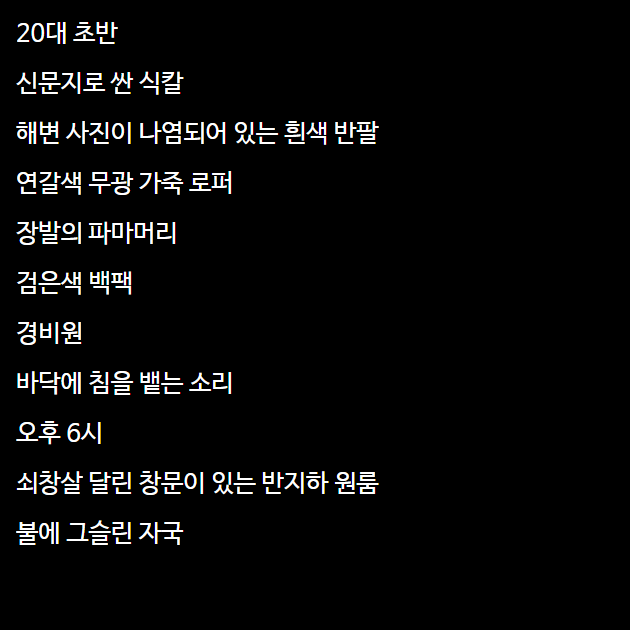 20대 초반
신문지로 싼 식칼
해변 사진이 나염되어 있는 흰색 반팔
연갈색 무광 가죽 로퍼
장발의 파마머리
검은색 백팩
경비원
바닥에 침을 뱉는 소리
오후 6시
쇠창살 달린 창문이 있는 반지하 원룸
불에 그슬린 자국